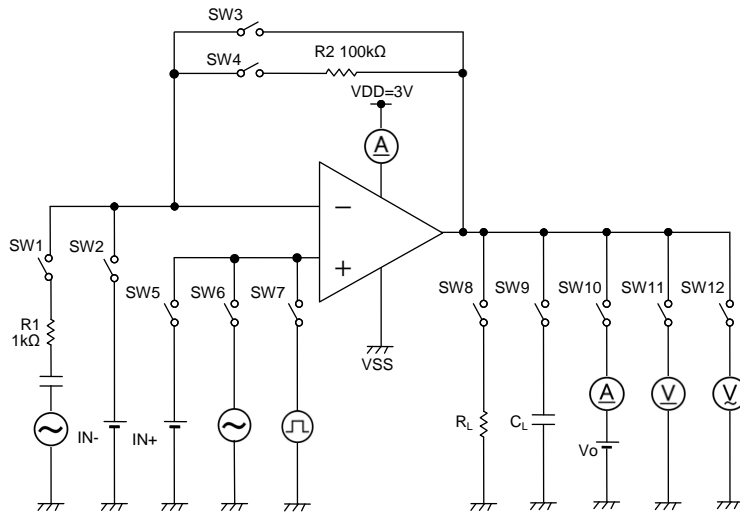 SW3
R2 100kΩ
SW4
VDD=3V
A
−
SW1
SW2
+
SW5
SW6
SW7
SW8
SW9
SW10
SW11
SW12
R1
1kΩ
VSS
A
V
V
IN-
IN+
RL
CL
Vo